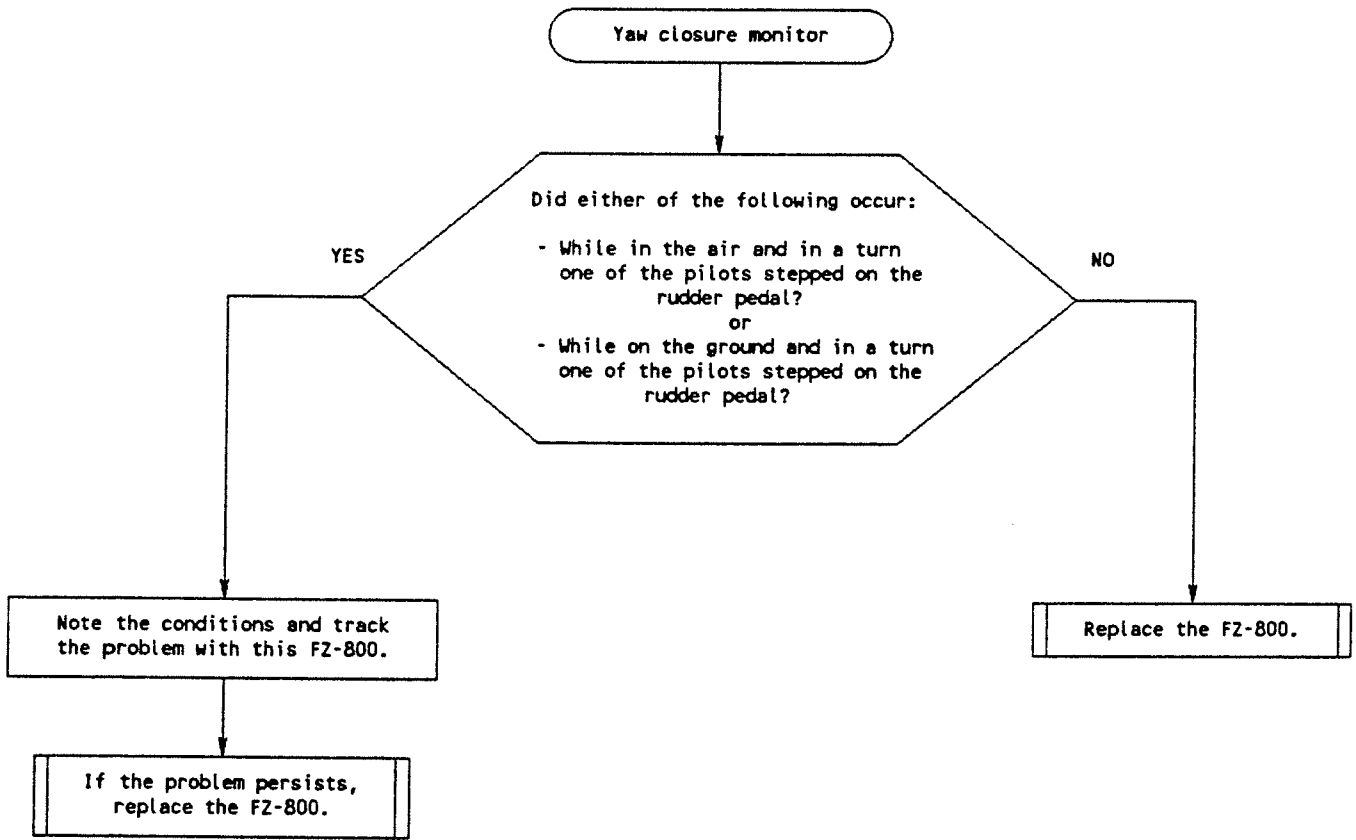 Yaw closure monitor
Did either of the following occur:
- While in the air and in a turn
one of the pilots stepped on the
rudder pedal?
or
- While on the ground and in a turn
one of the pilots stepped on the
rudder pedal?
YES
NO
Note the conditions and track
the problem with this FZ-800.
Replace the FZ-800.
If the problem persists,
replace the FZ-800.